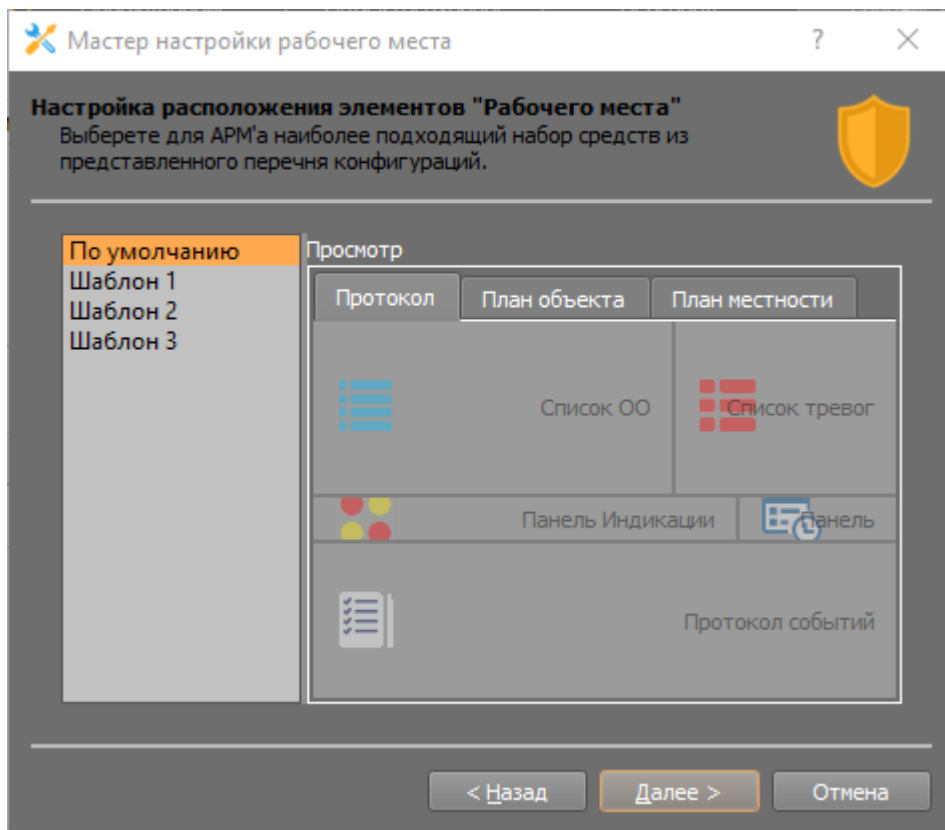 Мастер настройки рабочего места
?
Настройка расположения элементов "Рабочего места"
Выберете для АРМ'а наиболее подходящий набор средств из
представленного перечня конфигураций.
По умолчанию
Шаблон 1
Шаблон 2
Шаблон 3
Просмотр
Протокол
План объекта
План местности
Список ОО
Список тревог
Панель Индикации
Панель
Протокол событий
< Назад
Далее >
Отмена